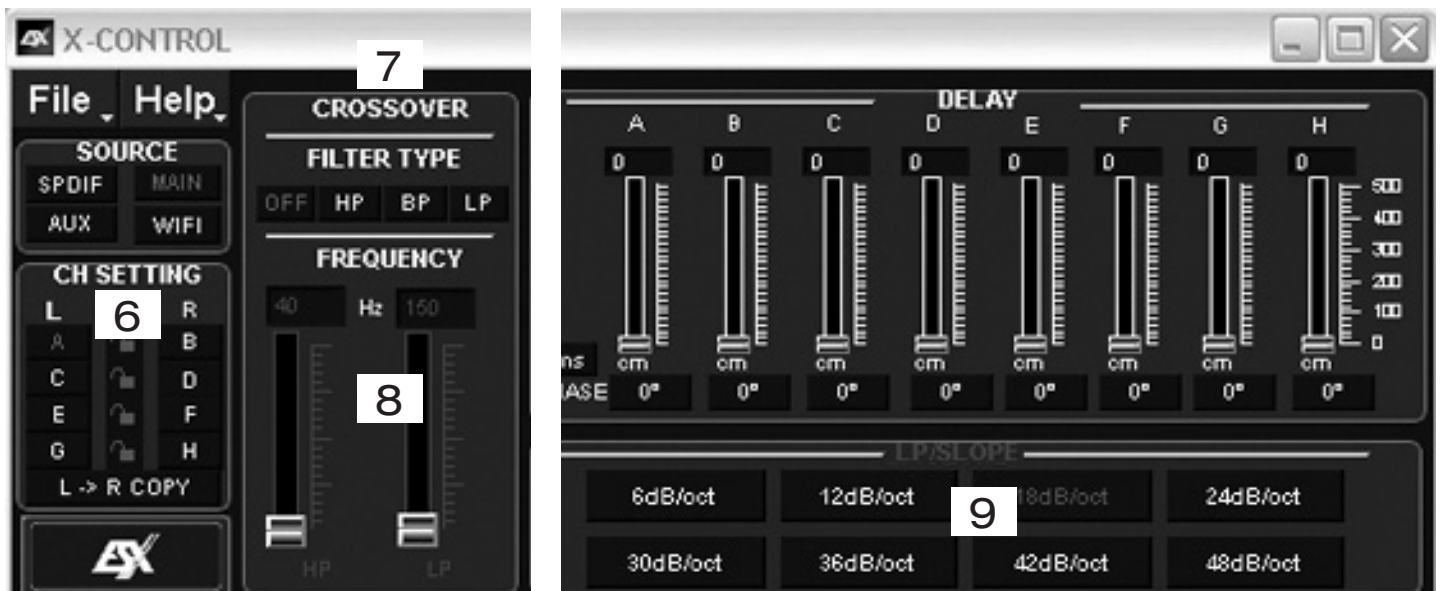 ESX X-CONTROL
7
File Help
CROSSOVER
SOURCE
SPDIF MAIN
AUX WIFI
FILTER TYPE
OFF HP BP LP
FREQUENCY
40 Hz 150
CH SETTING
L R
6
A B
C D
E F
G H
L -> R COPY
8
HP LP
ESX
DELAY
A B C D E F G H
0 0 0 0 0 0 0 0
500
400
300
200
100
0
cm cm cm cm cm cm cm cm
0° 0° 0° 0° 0° 0° 0° 0°
LP/SLOPE
6dB/oct 12dB/oct 18dB/oct 24dB/oct
9
30dB/oct 36dB/oct 42dB/oct 48dB/oct